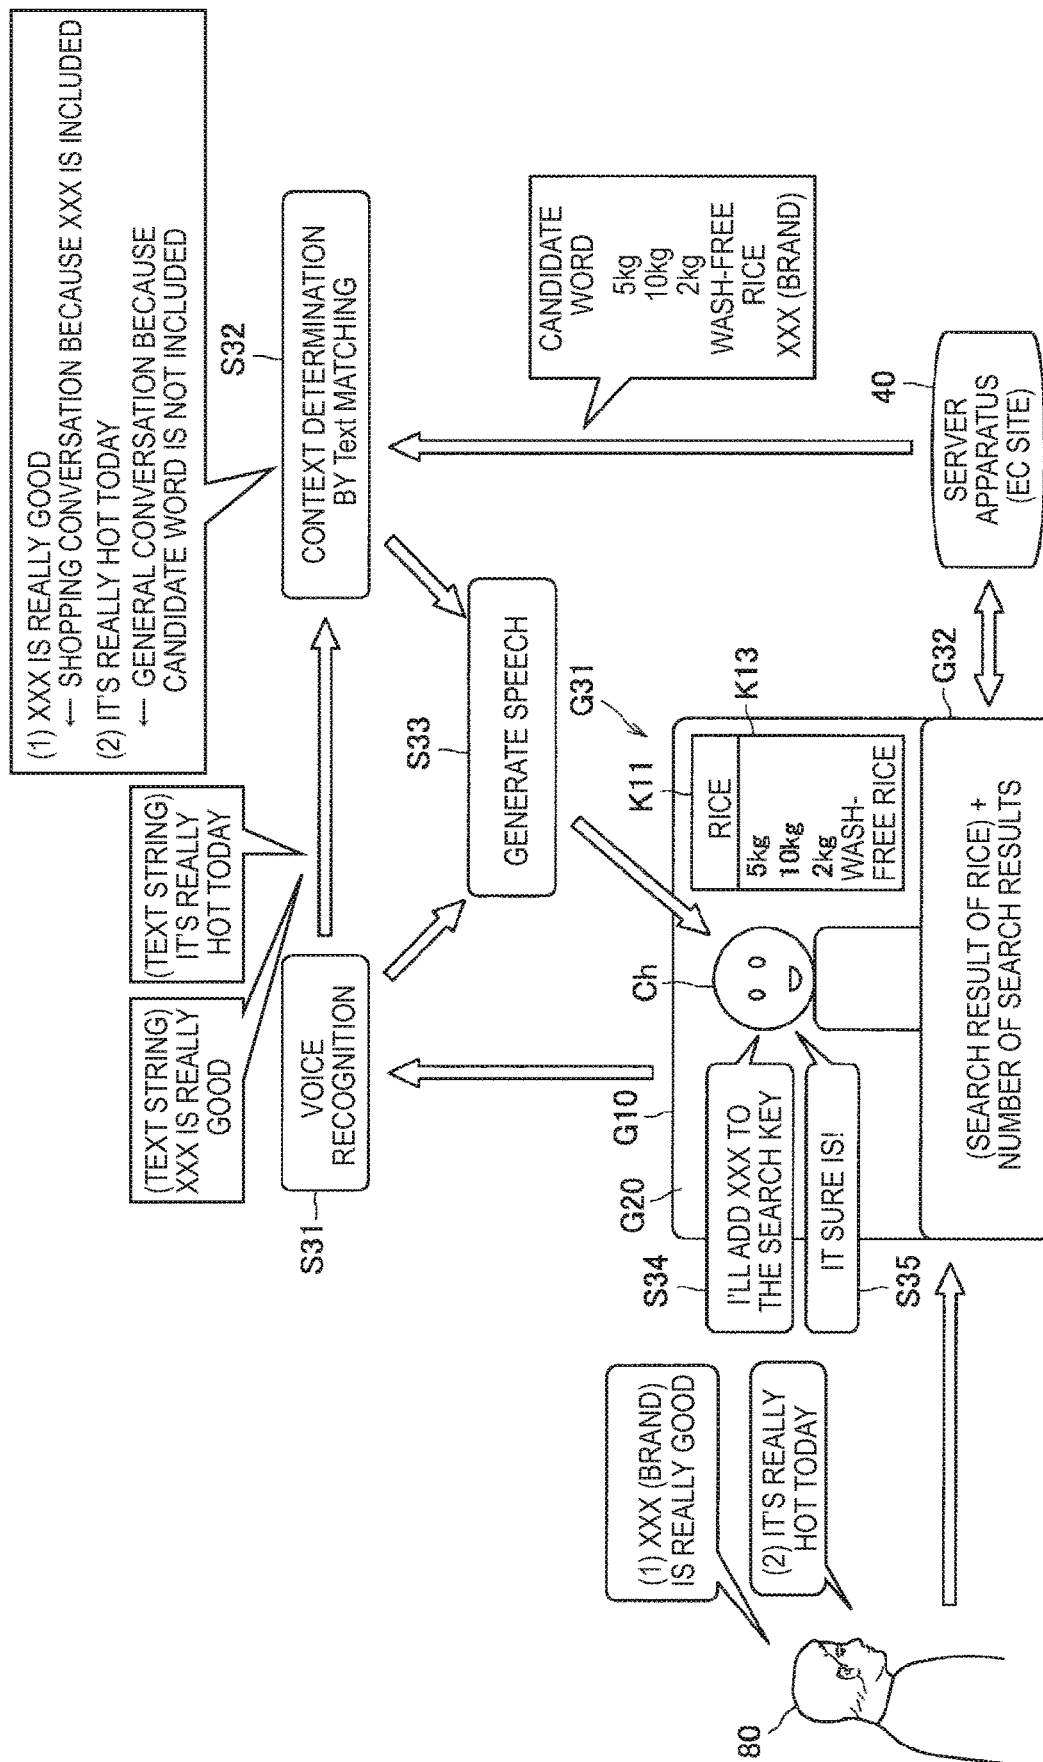 (1) XXX IS REALLY GOOD
← SHOPPING CONVERSATION BECAUSE XXX IS INCLUDED
(2) IT'S REALLY HOT TODAY
← GENERAL CONVERSATION BECAUSE
CANDIDATE WORD IS NOT INCLUDED
(TEXT STRING)
XXX IS REALLY
GOOD
(TEXT STRING)
IT'S REALLY
HOT TODAY
S31
VOICE
RECOGNITION
S32
CONTEXT DETERMINATION
BY Text MATCHING
S33
GENERATE SPEECH
CANDIDATE
WORD
5kg
10kg
2kg
WASH-FREE
RICE
XXX (BRAND)
(1) XXX (BRAND)
IS REALLY GOOD
(2) IT'S REALLY
HOT TODAY
80
G20
G10
G31
S34
I'LL ADD XXX TO
THE SEARCH KEY
IT SURE IS!
S35
Ch
K11
K13
RICE
5kg
10kg
2kg
WASH-
FREE RICE
G32
(SEARCH RESULT OF RICE) +
NUMBER OF SEARCH RESULTS
40
SERVER
APPARATUS
(EC SITE)